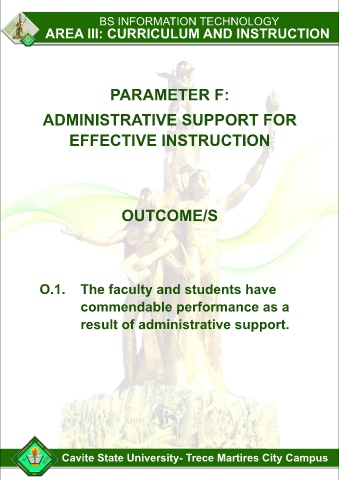 BS INFORMATION TECHNOLOGY
AREA III: CURRICULUM AND INSTRUCTION
PARAMETER F:
ADMINISTRATIVE SUPPORT FOR
EFFECTIVE INSTRUCTION
OUTCOME/S
O.1. The faculty and students have
commendable performance as a
result of administrative support.
Cavite State University- Trece Martires City Campus